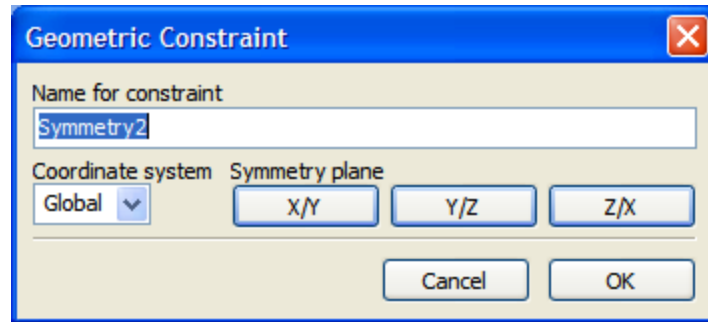 Geometric Constraint
Name for constraint
Symmetry2
Coordinate system Symmetry plane
Global X/Y Y/Z Z/X
Cancel OK